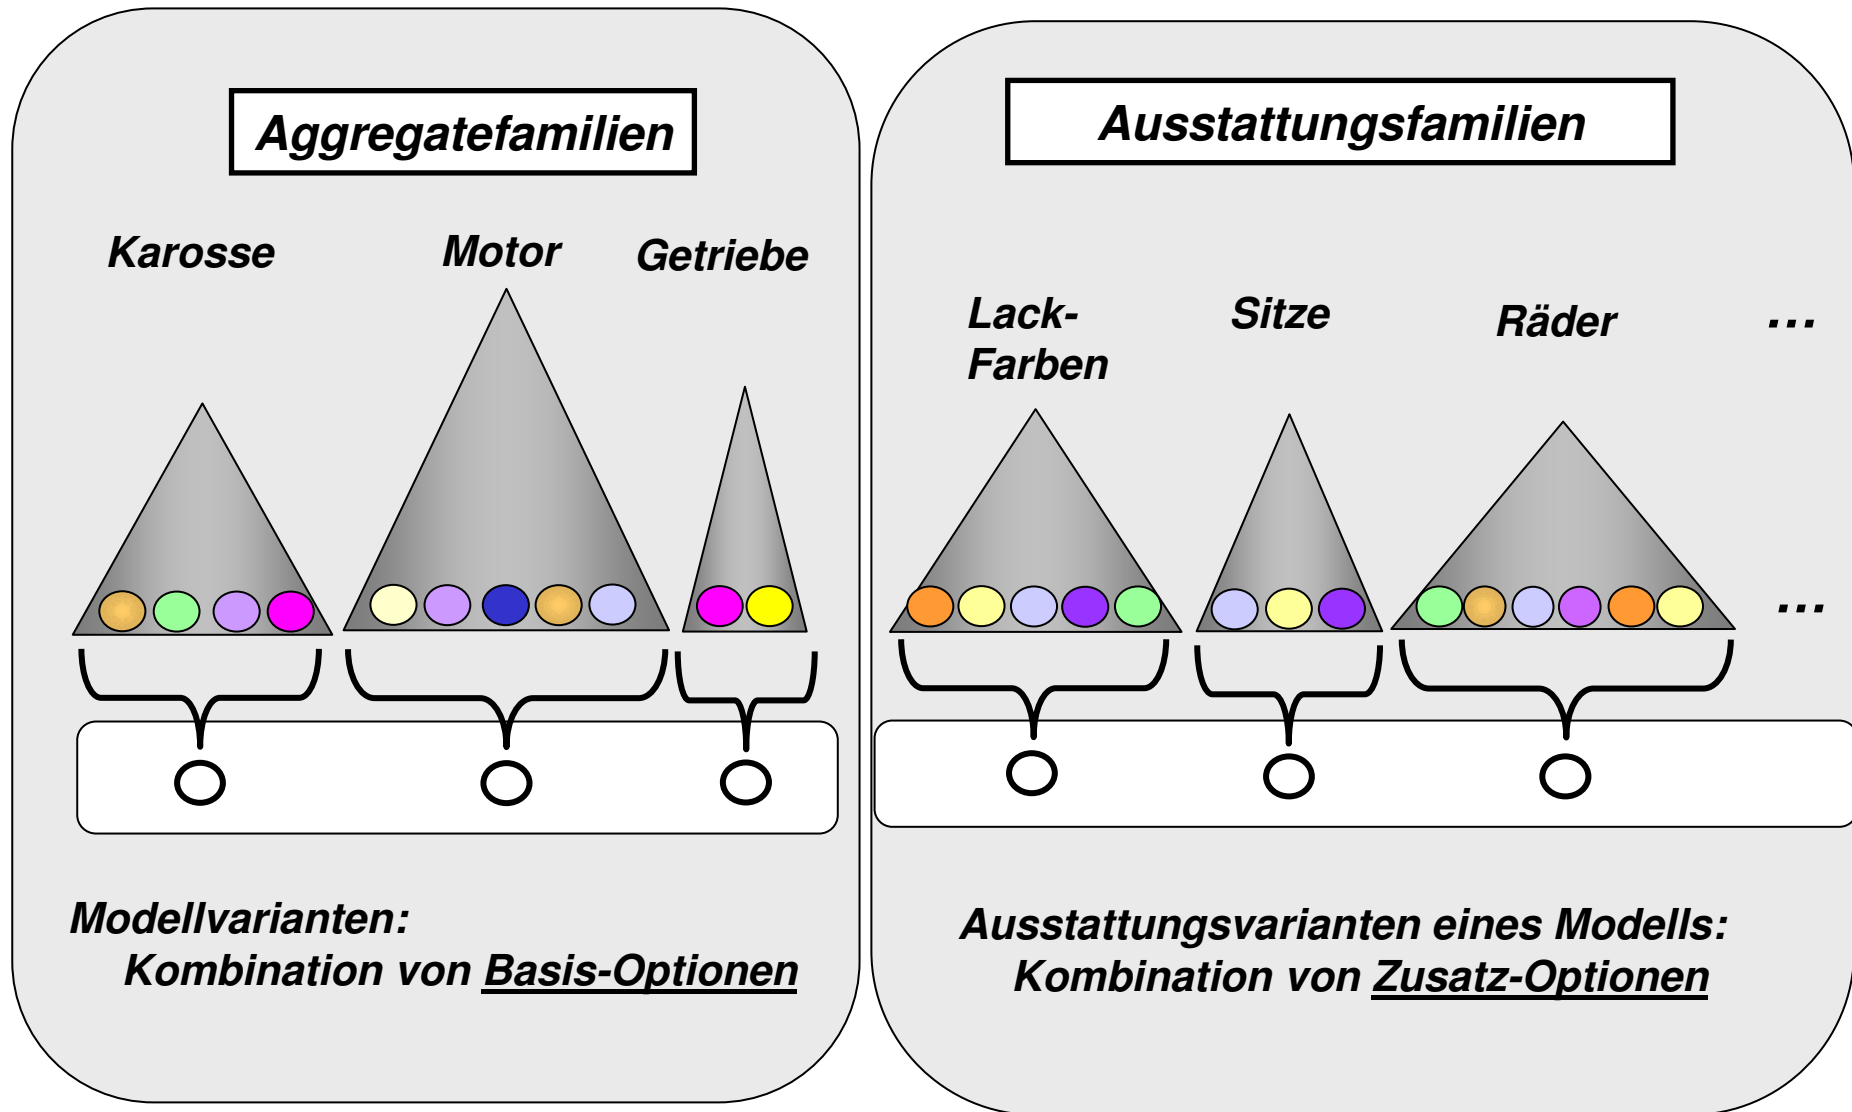 Aggregatefamilien
Karosse
Motor
Getriebe
Modellvarianten:
Kombination von Basis-Optionen
Ausstattungsfamilien
Lack-
Farben
Sitze
Räder
...
...
Ausstattungsvarianten eines Modells:
Kombination von Zusatz-Optionen